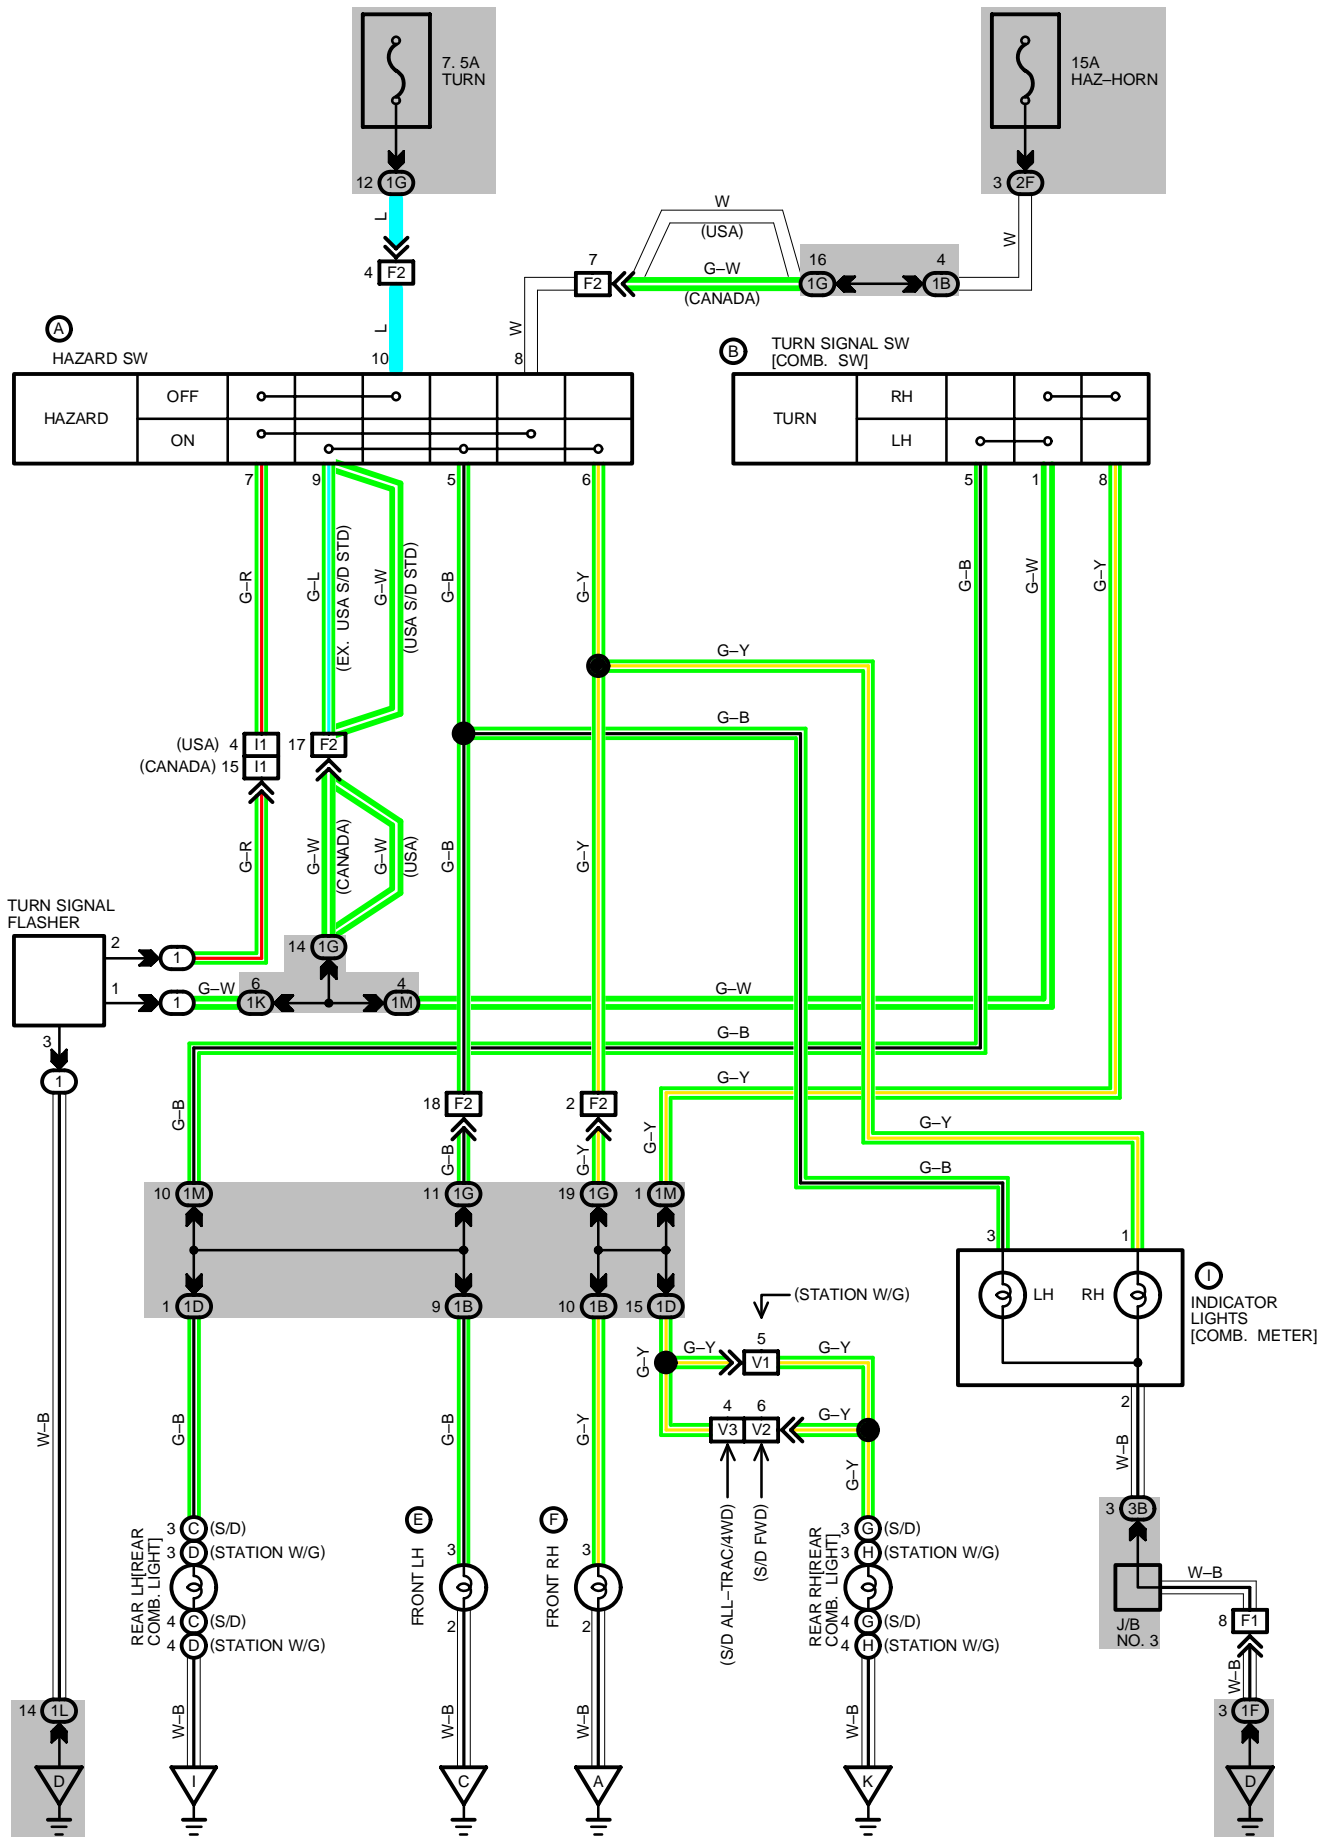 7. 5A
TURN
15A
HAZ–HORN
12 1G
3 2F
L
W
W
(USA)
7
16
4
4 F2
F2
G–W
1G
1B
(CANADA)
L
W
A
HAZARD SW
10
8
B
TURN SIGNAL SW
[COMB. SW]
HAZARD
OFF
ON
TURN
RH
LH
7
9
5
6
5
1
8
G–R
G–L
(EX. USA S/D STD)
G–W
(USA S/D STD)
G–B
G–Y
G–B
G–W
G–Y
G–Y
G–B
(USA) 4 I1
17 F2
(CANADA) 15 I1
G–R
G–W
(CANADA)
G–W
(USA)
G–B
G–Y
TURN SIGNAL
FLASHER
2
1
14 1G
1
1
G–W
6
1K
4
1M
G–W
3
1
G–B
G–Y
18 F2
2 F2
G–B
G–B
G–Y
G–Y
G–Y
G–B
10 1M
11 1G
19 1G
1 1M
3
1
I
LH
RH
INDICATOR
LIGHTS
[COMB. METER]
1 1D
9 1B
10 1B
15 1D
(STATION W/G)
G–Y
G–Y
5
V1
G–Y
4
V3
6
V2
G–Y
G–Y
2
W–B
W–B
G–B
G–B
G–Y
(S/D ALL–TRAC/4WD)
(S/D FWD)
3 3B
W–B
J/B
NO. 3
8 F1
W–B
3 C (S/D)
3 D (STATION W/G)
REAR LH[REAR
COMB. LIGHT]
4 C (S/D)
4 D (STATION W/G)
E
FRONT LH
3
2
F
FRONT RH
3
2
3 G (S/D)
3 H (STATION W/G)
REAR RH[REAR
COMB. LIGHT]
4 G (S/D)
4 H (STATION W/G)
W–B
W–B
W–B
W–B
14 1L
3 1F
D
I
C
A
K
D